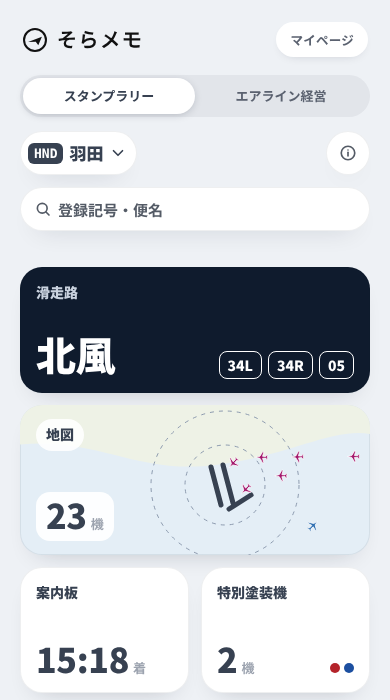 そらメモ
マイページ
スタンプラリー
エアライン経営
HND 羽田
登録記号・便名
滑走路
北風
34L 34R 05
地図
23 機
案内板
15:18 着
特別塗装機
2 機